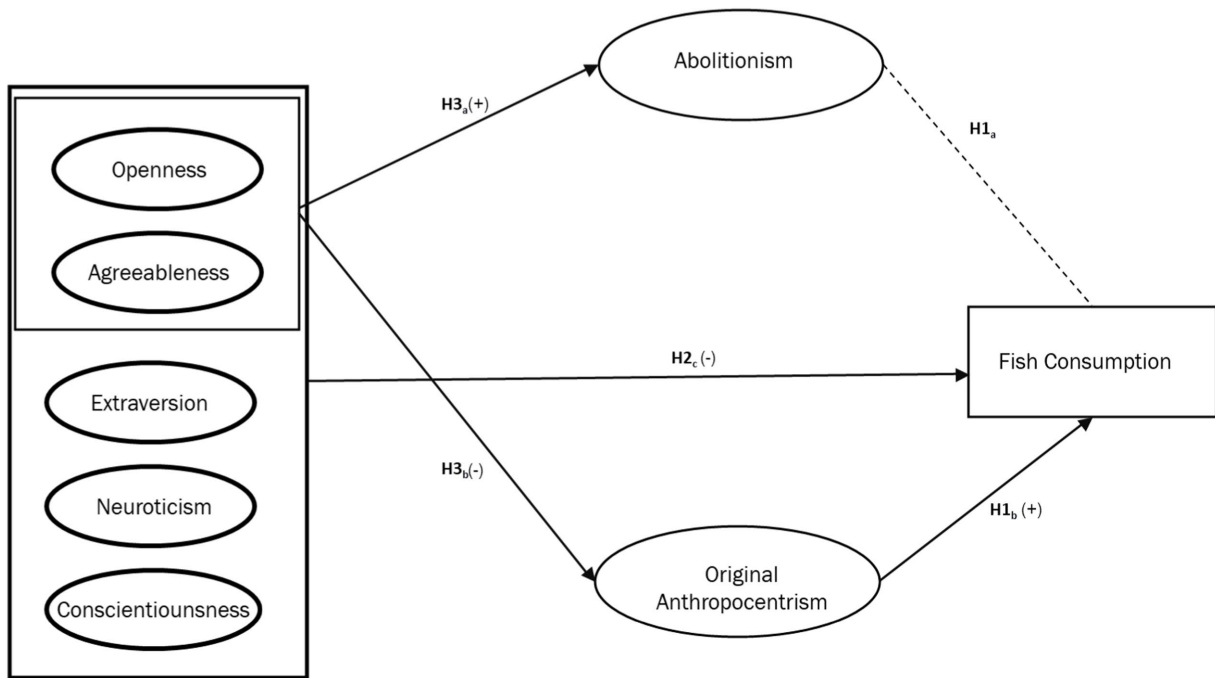 Abolitionism
H3a(+)
H1a
Openness
Agreeableness
H2c (-)
Fish Consumption
Extraversion
H3b(-)
Neuroticism
H1b (+)
Original
Anthropocentrism
Conscientiounsness